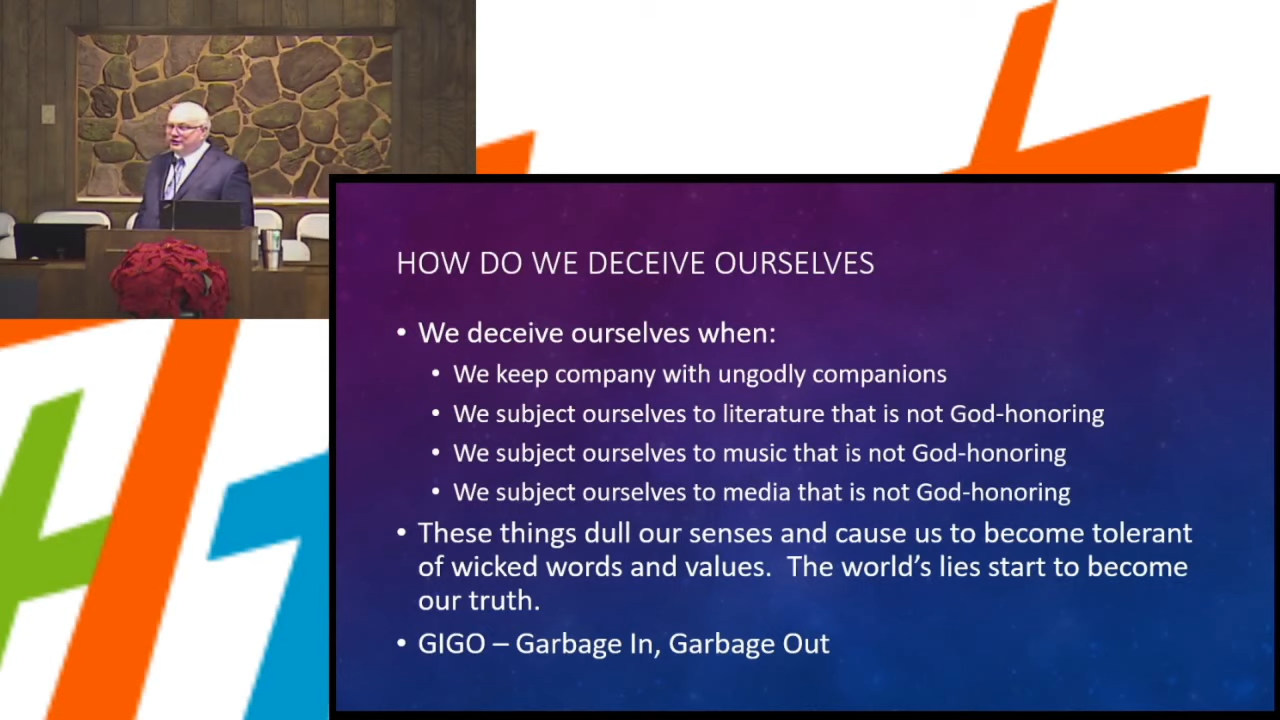 HOW DO WE DECEIVE OURSELVES
• We deceive ourselves when:
• We keep company with ungodly companions
• We subject ourselves to literature that is not God-honoring
• We subject ourselves to music that is not God-honoring
• We subject ourselves to media that is not God-honoring
• These things dull our senses and cause us to become tolerant
of wicked words and values.  The world’s lies start to become
our truth.
• GIGO – Garbage In, Garbage Out